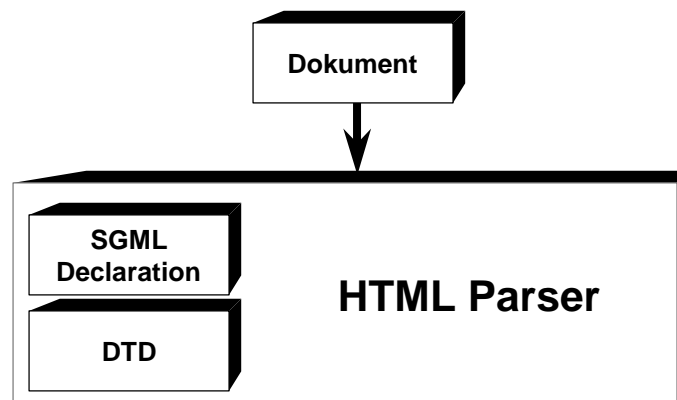 Dokument
SGML
Declaration
HTML Parser
DTD